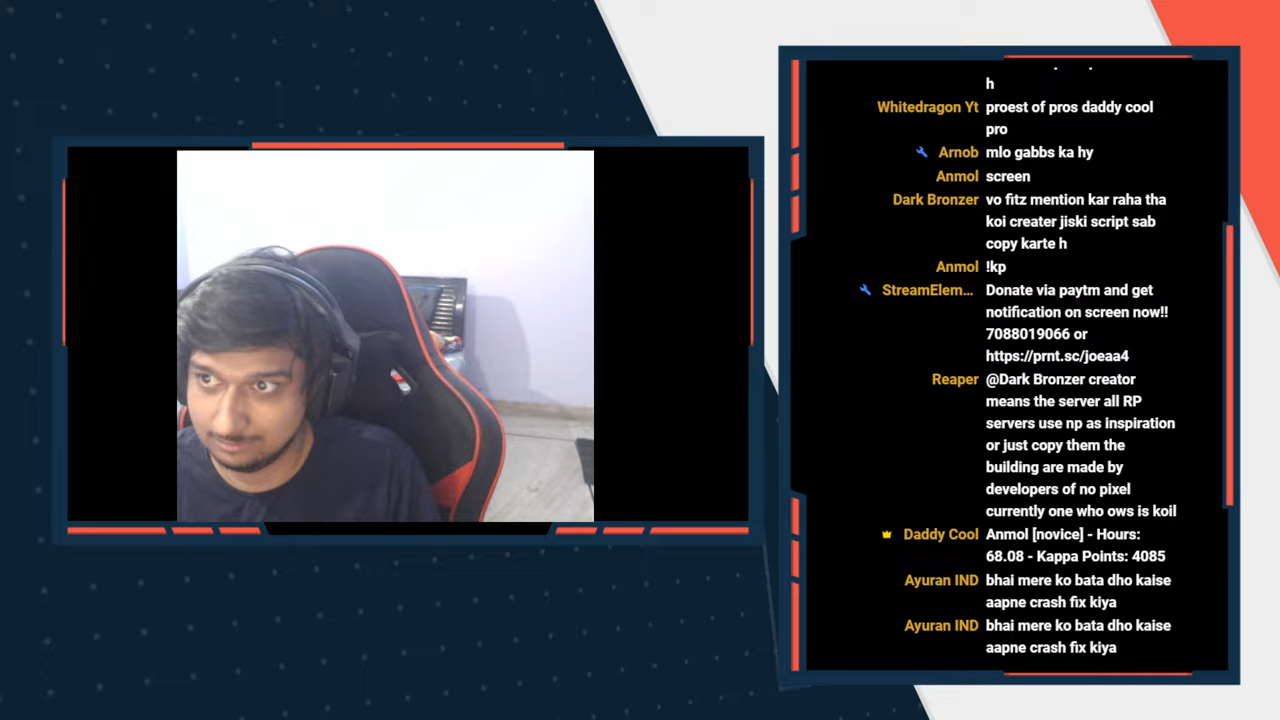 h
Whitedragon Yt proest of pros daddy cool
pro
Arnob mlo gabbs ka hy
Anmol screen
Dark Bronzer vo fitz mention kar raha tha
koi creater jiski script sab
copy karte h
Anmol !kp
StreamElem... Donate via paytm and get
notification on screen now!!
7088019066 or
https://prnt.sc/joeaa4
Reaper @Dark Bronzer creator
means the server all RP
servers use np as inspiration
or just copy them the
building are made by
developers of no pixel
currently one who ows is koil
Daddy Cool Anmol [novice] - Hours:
68.08 - Kappa Points: 4085
Ayuran IND bhai mere ko bata dho kaise
aapne crash fix kiya
Ayuran IND bhai mere ko bata dho kaise
aapne crash fix kiya